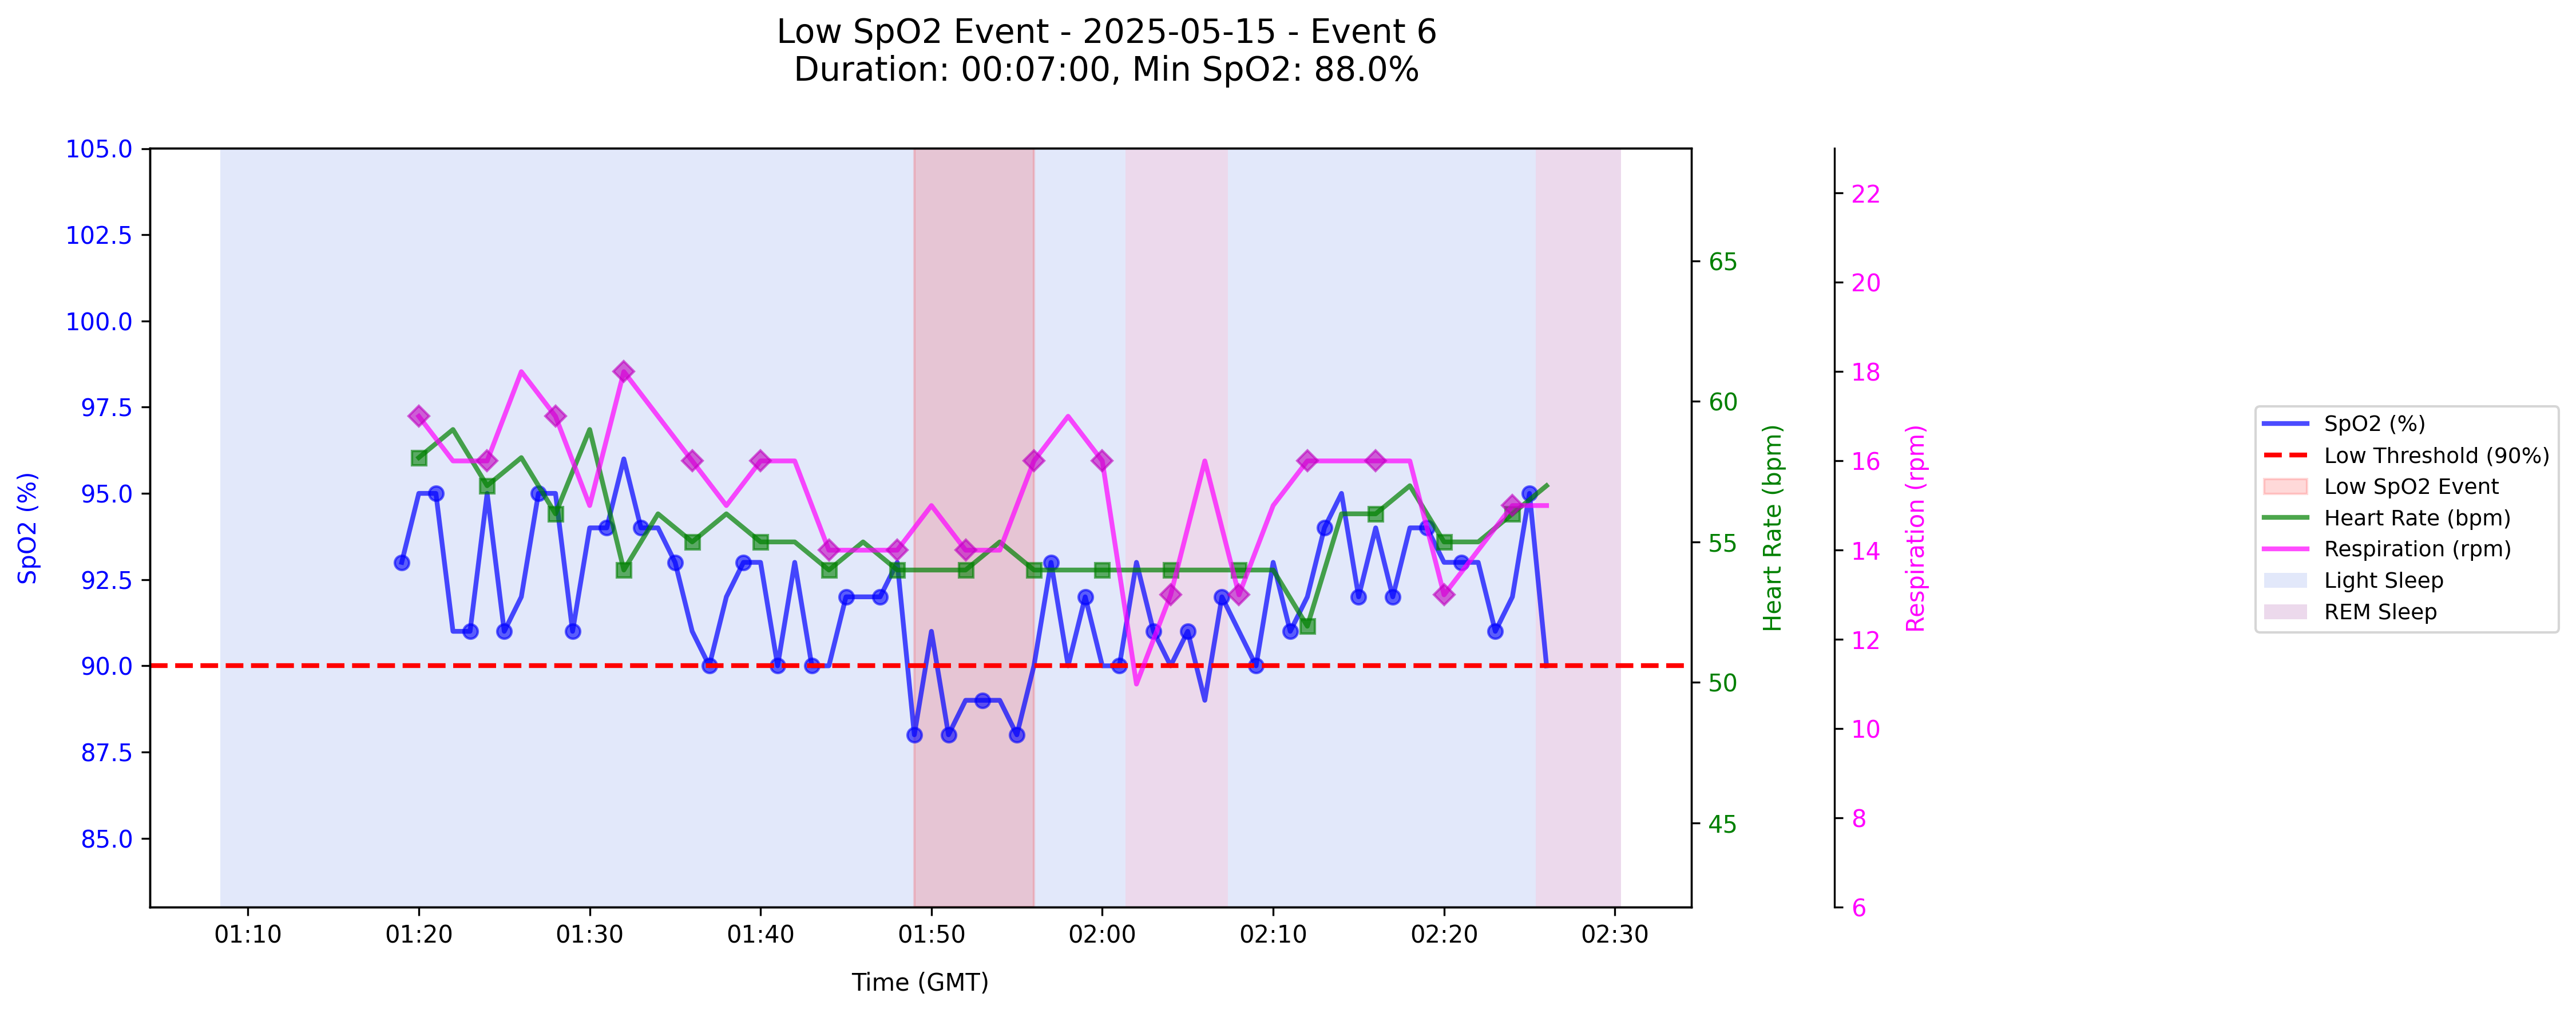 Low SpO2 Event - 2025-05-15 - Event 6
Duration: 00:07:00, Min SpO2: 88.0%
SpO2 (%)
105.0
102.5
100.0
97.5
95.0
92.5
90.0
87.5
85.0
01:10
01:20
01:30
01:40
01:50
02:00
02:10
02:20
02:30
Time (GMT)
65
60
55
50
45
Heart Rate (bpm)
22
20
18
16
14
12
10
8
6
Respiration (rpm)
SpO2 (%)
Low Threshold (90%)
Low SpO2 Event
Heart Rate (bpm)
Respiration (rpm)
Light Sleep
REM Sleep